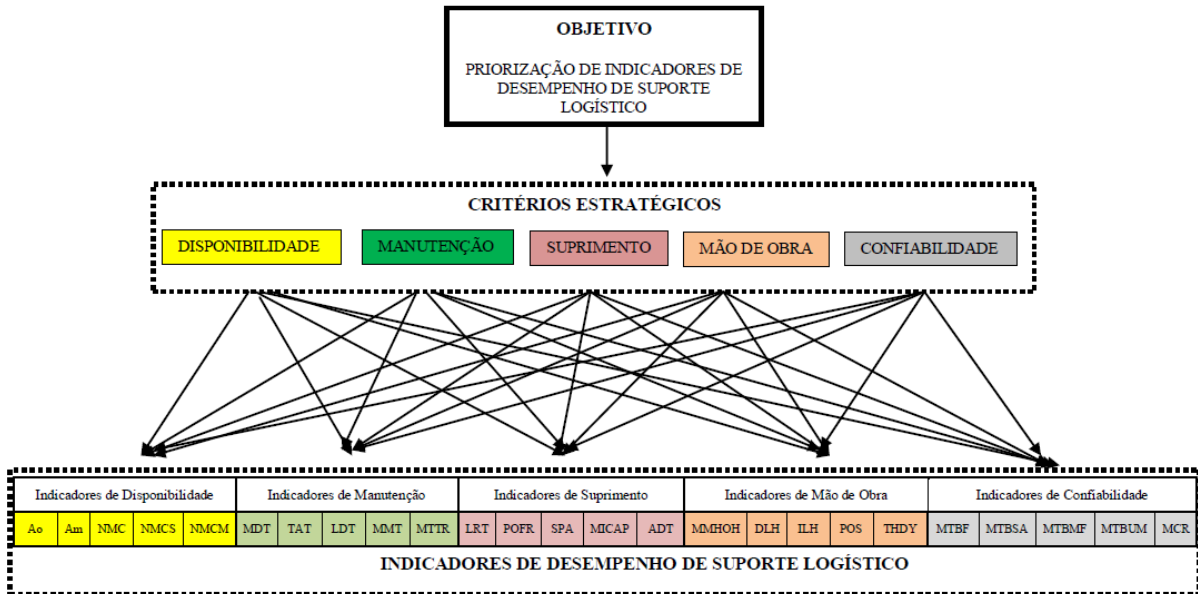 OBJETIVO
PRIORIZAÇÃO DE INDICADORES DE
DESEMPENHO DE SUPORTE
LOGÍSTICO
CRITÉRIOS ESTRATÉGICOS
DISPONIBILIDADE
MANUTENÇÃO
SUPRIMENTO
MÃO DE OBRA
CONFIABILIDADE
Indicadores de Disponibilidade
Indicadores de Manutenção
Indicadores de Suprimento
Indicadores de Mão de Obra
Indicadores de Confiabilidade
Ao Am NMC NMCS NMCM
MDT TAT LDT MMT MTTR
LRT POFR SPA MICAP ADT
MMHOH DLH ILH POS THDY
MTBF MTBSA MTBMF MTBUM MCR
INDICADORES DE DESEMPENHO DE SUPORTE LOGÍSTICO